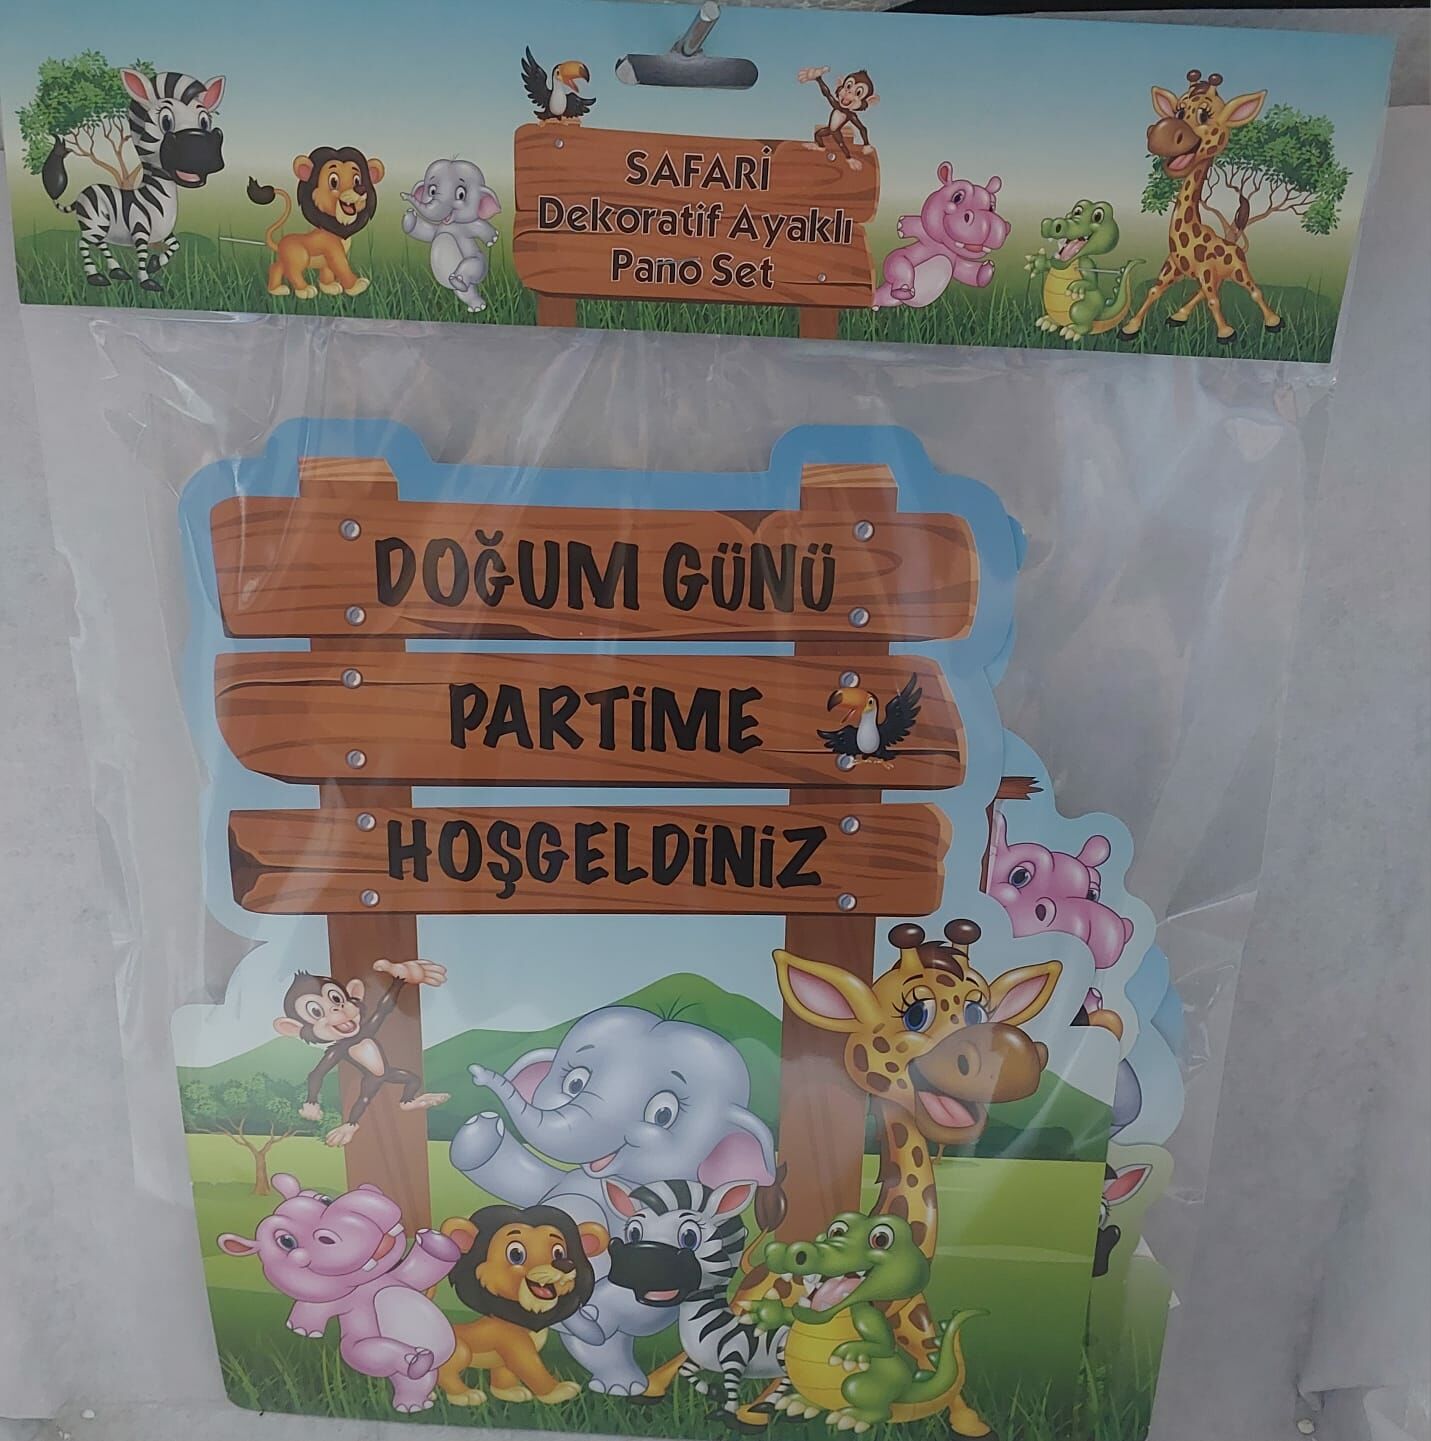 SAFARİ
Dekoratif Ayaklı
Pano Set
DOĞUM GÜNÜ
PARTİME
HOŞGELDİNİZ